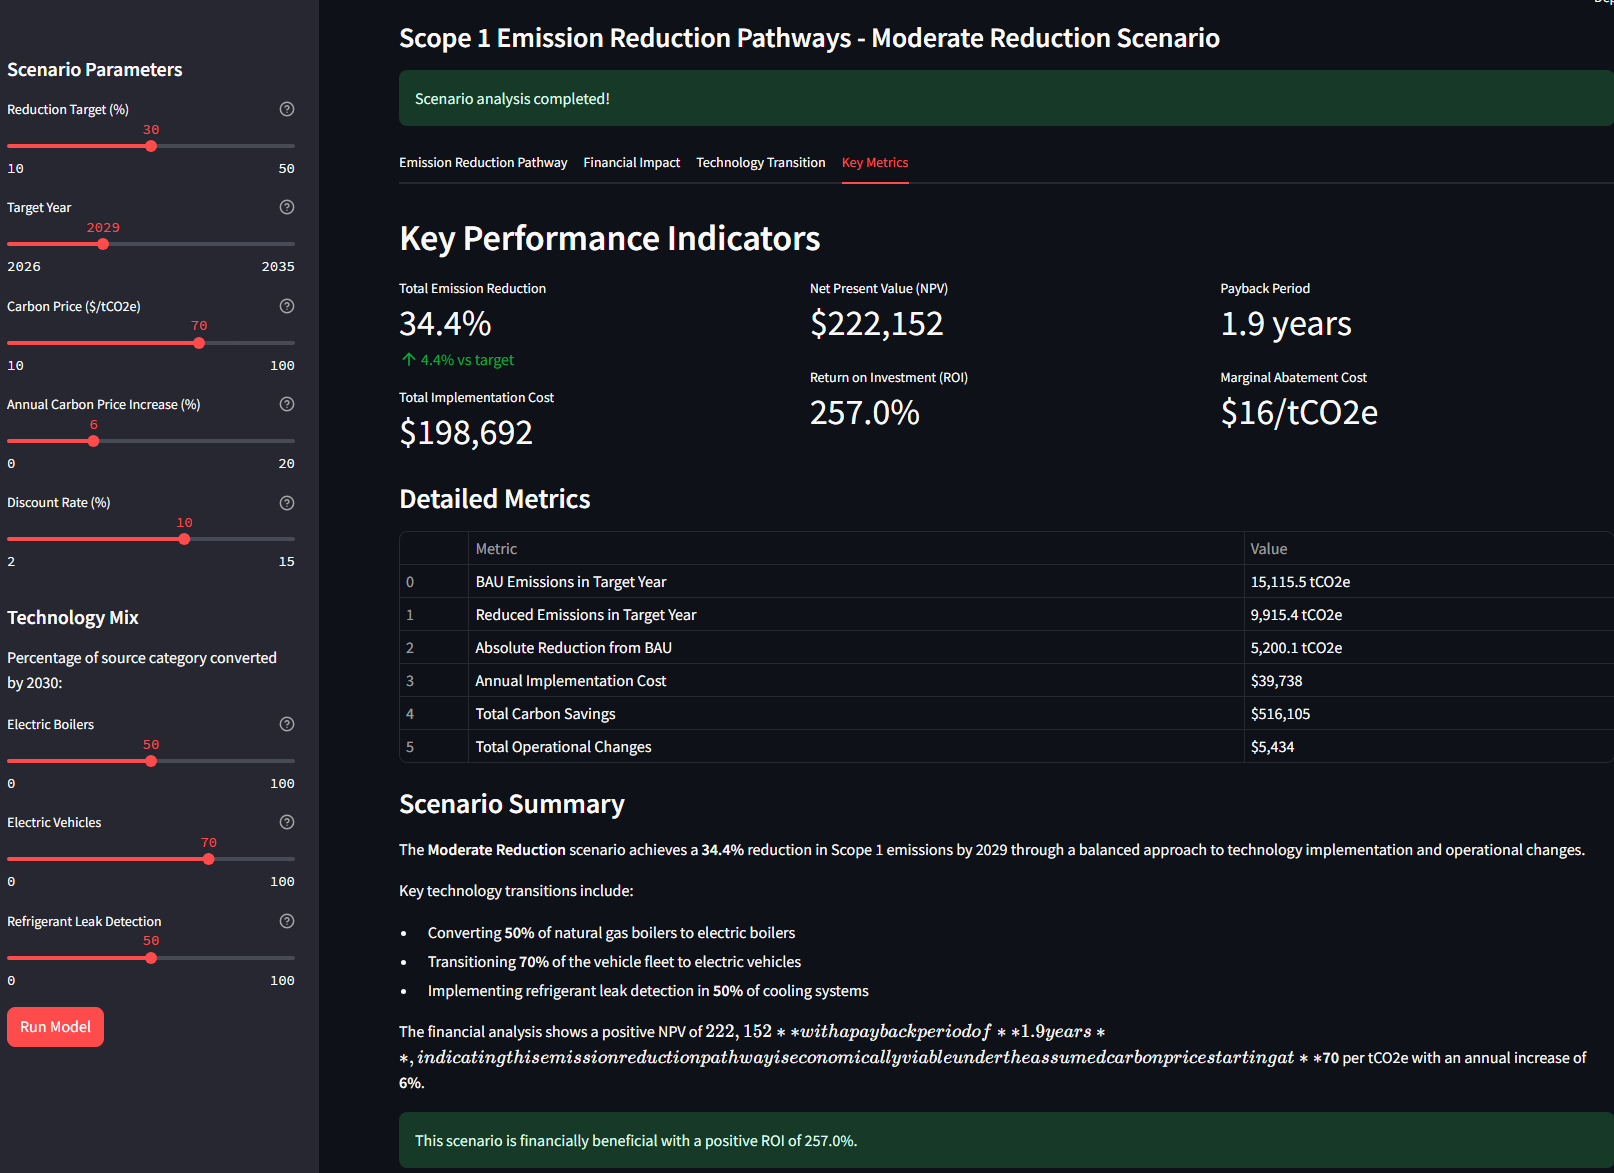 Scenario Parameters
Reduction Target (%)
30
10 50
Target Year
2029
2026 2035
Carbon Price ($/tCO2e)
70
10 100
Annual Carbon Price Increase (%)
6
0 20
Discount Rate (%)
10
2 15
Technology Mix
Percentage of source category converted
by 2030:
Electric Boilers
50
0 100
Electric Vehicles
70
0 100
Refrigerant Leak Detection
50
0 100
Run Model
Scope 1 Emission Reduction Pathways - Moderate Reduction Scenario
Scenario analysis completed!
Emission Reduction Pathway Financial Impact Technology Transition Key Metrics
Key Performance Indicators
Total Emission Reduction
34.4%
↑ 4.4% vs target
Total Implementation Cost
$198,692
Net Present Value (NPV)
$222,152
Return on Investment (ROI)
257.0%
Payback Period
1.9 years
Marginal Abatement Cost
$16/tCO2e
Detailed Metrics
Metric Value
0 BAU Emissions in Target Year 15,115.5 tCO2e
1 Reduced Emissions in Target Year 9,915.4 tCO2e
2 Absolute Reduction from BAU 5,200.1 tCO2e
3 Annual Implementation Cost $39,738
4 Total Carbon Savings $516,105
5 Total Operational Changes $5,434
Scenario Summary
The Moderate Reduction scenario achieves a 34.4% reduction in Scope 1 emissions by 2029 through a balanced approach to technology implementation and operational changes.
Key technology transitions include:
• Converting 50% of natural gas boilers to electric boilers
• Transitioning 70% of the vehicle fleet to electric vehicles
• Implementing refrigerant leak detection in 50% of cooling systems
The financial analysis shows a positive NPV of 222,152 * *withapaybackperiodof * *1.9years *
*, indicatingthisemissionreductionpathwayiseconomicallyviableundertheassumedcarbonpricestartingat * *70 per tCO2e with an annual increase of
6%.
This scenario is financially beneficial with a positive ROI of 257.0%.